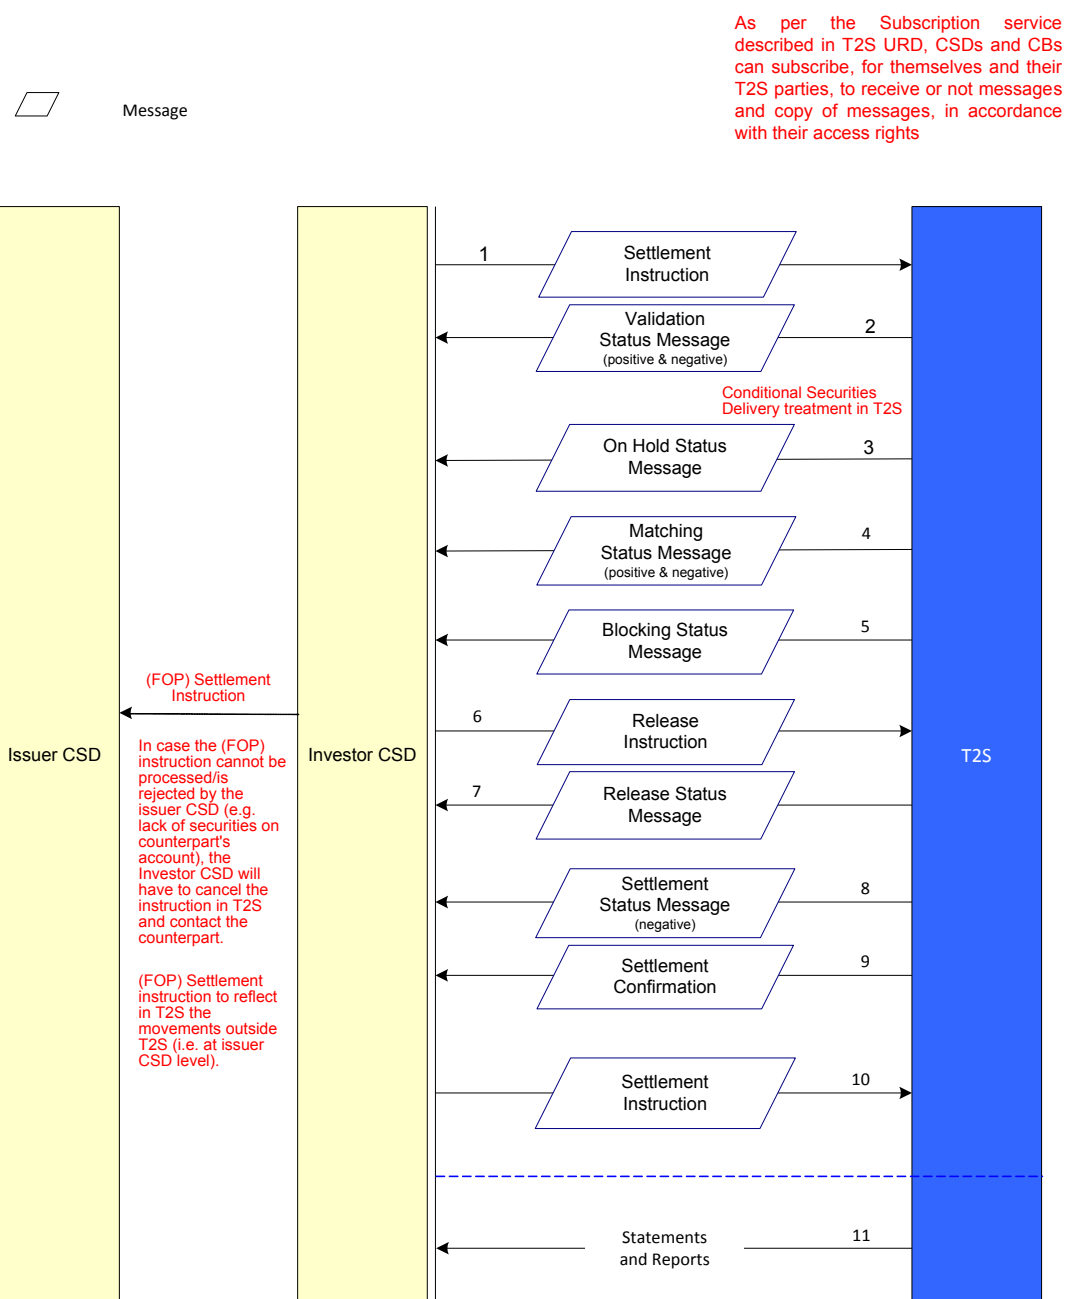 As per the Subscription service
described in T2S URD, CSDs and CBs
can subscribe, for themselves and their
T2S parties, to receive or not messages
and copy of messages, in accordance
with their access rights
Message
1
Settlement
Instruction
Validation
Status Message
(positive & negative)
2
Conditional Securities
Delivery treatment in T2S
On Hold Status
Message
3
Matching
Status Message
(positive & negative)
4
Blocking Status
Message
5
(FOP) Settlement
Instruction
6
Release
Instruction
Issuer CSD
In case the (FOP)
instruction cannot be
processed/is
rejected by the
issuer CSD (e.g.
lack of securities on
counterpart's
account), the
Investor CSD will
have to cancel the
instruction in T2S
and contact the
counterpart.
Investor CSD
T2S
7
Release Status
Message
Settlement
Status Message
(negative)
8
Settlement
Confirmation
9
(FOP) Settlement
instruction to reflect
in T2S the
movements outside
T2S (i.e. at issuer
CSD level).
Settlement
Instruction
10
Statements
and Reports
11